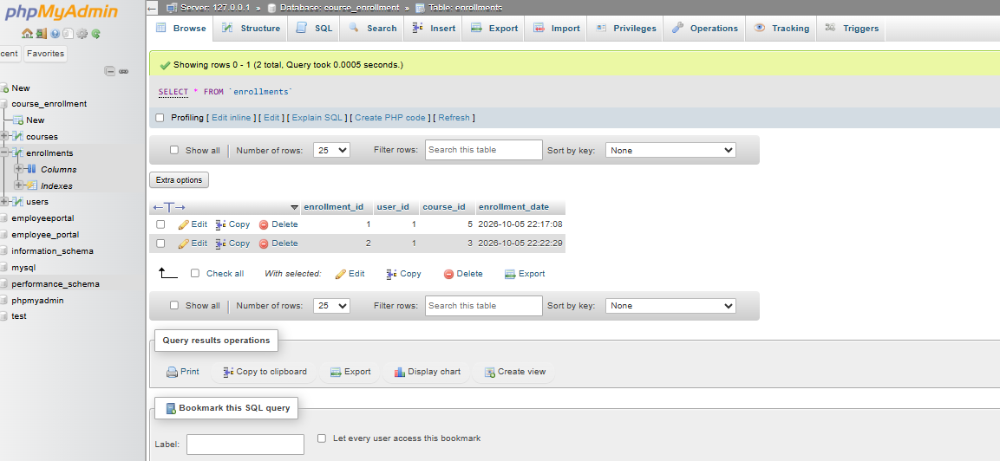 phpMyAdmin
cent Favorites
New
course_enrollment
New
courses
enrollments
Columns
Indexes
users
employeeportal
employee_portal
information_schema
mysql
performance_schema
phpmyadmin
test
Server: 127.0.0.1 » Database: course_enrollment » Table: enrollments
Browse Structure SQL Search Insert Export Import Privileges Operations Tracking Triggers
Showing rows 0 - 1 (2 total, Query took 0.0005 seconds.)
SELECT * FROM `enrollments`
Profiling [ Edit inline ] [ Edit ] [ Explain SQL ] [ Create PHP code ] [ Refresh ]
Show all Number of rows: 25 Filter rows: Search this table Sort by key: None
Extra options
←T→ enrollment_id user_id course_id enrollment_date
Edit Copy Delete 1 1 5 2026-10-05 22:17:08
Edit Copy Delete 2 1 3 2026-10-05 22:22:29
Check all With selected: Edit Copy Delete Export
Show all Number of rows: 25 Filter rows: Search this table Sort by key: None
Query results operations
Print Copy to clipboard Export Display chart Create view
Bookmark this SQL query
Label: Let every user access this bookmark